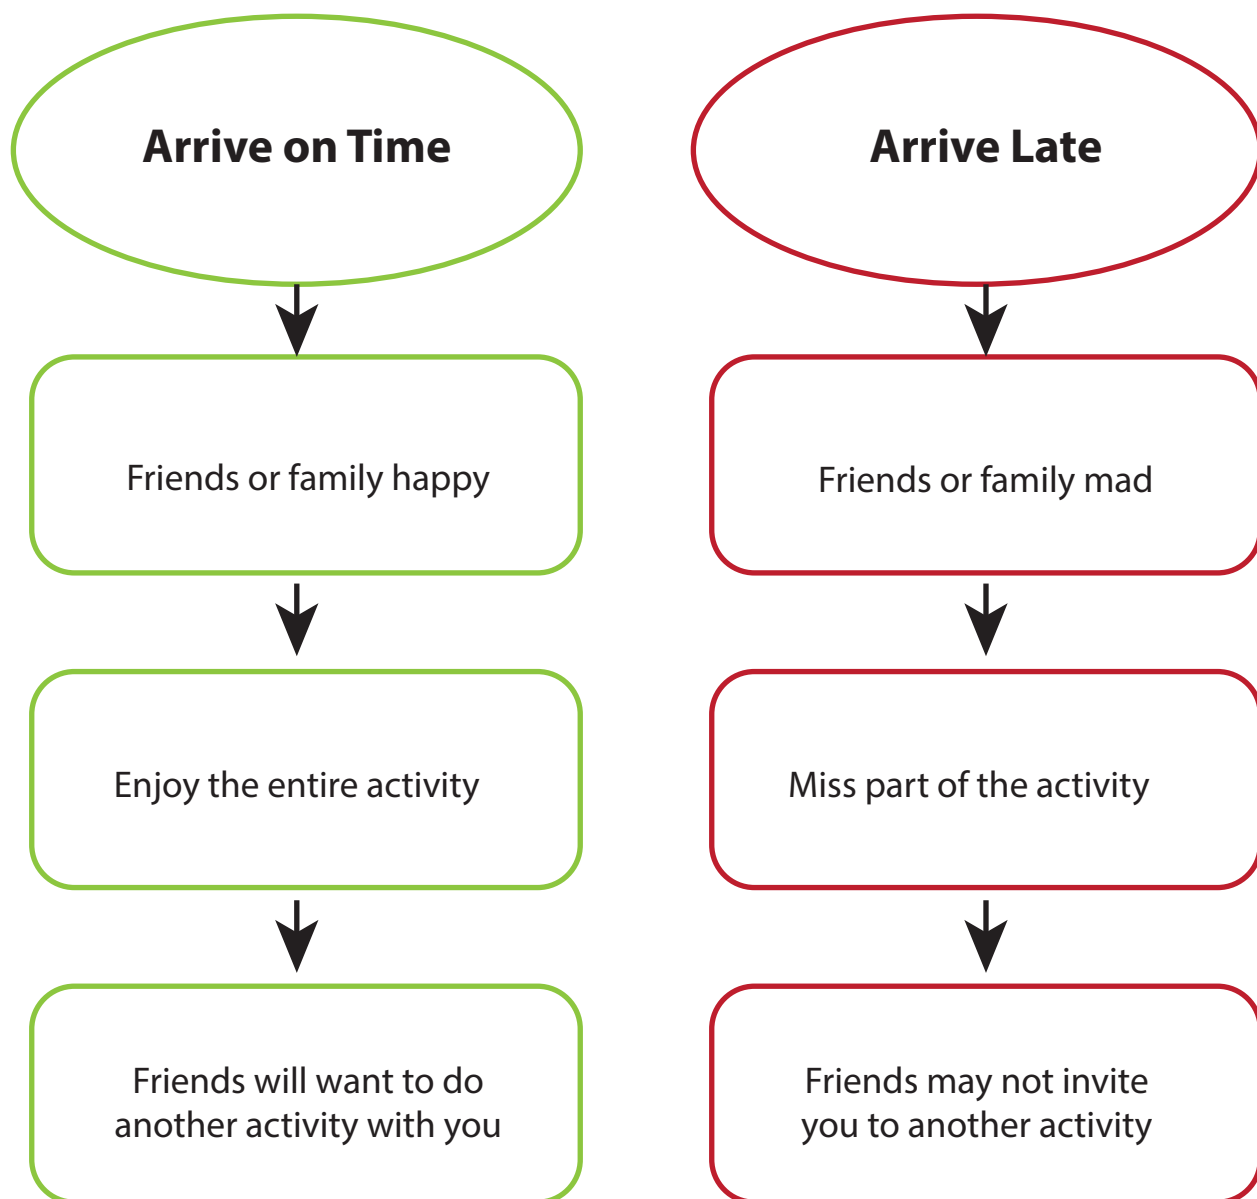 Arrive on Time
Arrive Late
Friends or family happy
Friends or family mad
Enjoy the entire activity
Miss part of the activity
Friends will want to do
another activity with you
Friends may not invite
you to another activity